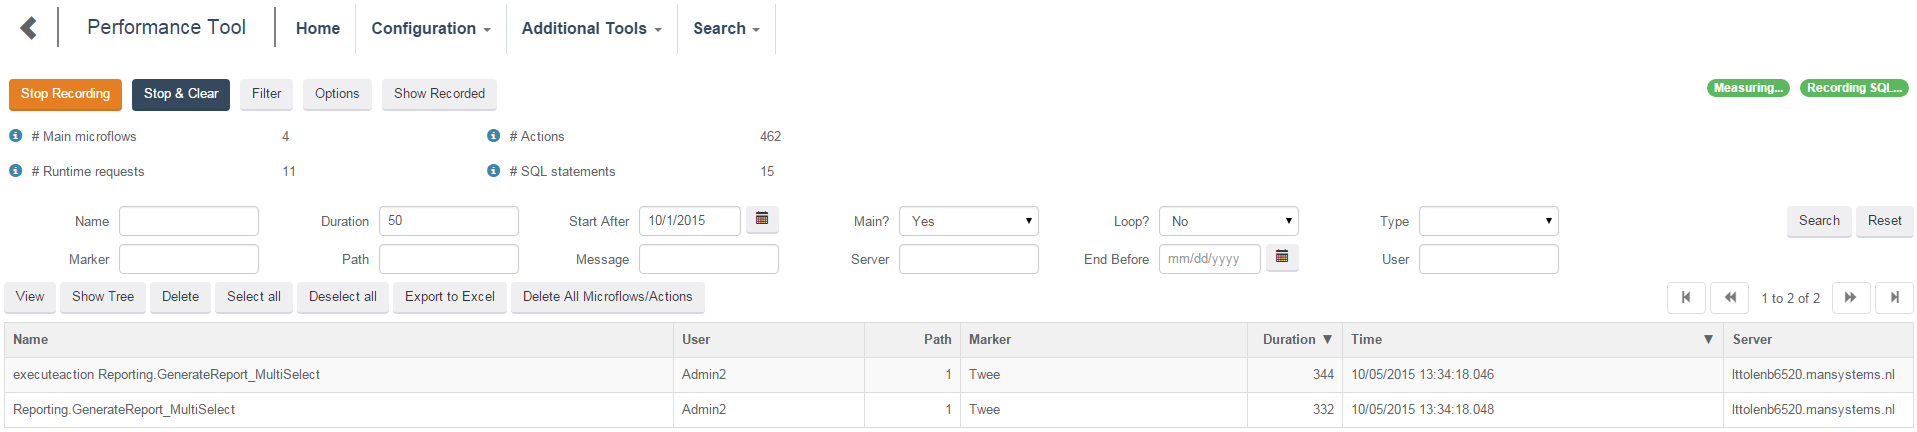 Performance Tool Home Configuration Additional Tools Search
Stop Recording Stop & Clear Filter Options Show Recorded Measuring... Recording SQL...
# Main microflows 4 # Actions 462
# Runtime requests 11 # SQL statements 15
Name Duration 50 Start After 10/1/2015 Main? Yes Loop? No Type Search Reset
Marker Path Message Server End Before mm/dd/yyyy User
View Show Tree Delete Select all Deselect all Export to Excel Delete All Microflows/Actions 1 to 2 of 2
Name User Path Marker Duration ▼ Time ▼ Server
executeaction Reporting.GenerateReport_MultiSelect Admin2 1 Twee 344 10/05/2015 13:34:18.046 lttolenb6520.mansystems.nl
Reporting.GenerateReport_MultiSelect Admin2 1 Twee 332 10/05/2015 13:34:18.048 lttolenb6520.mansystems.nl